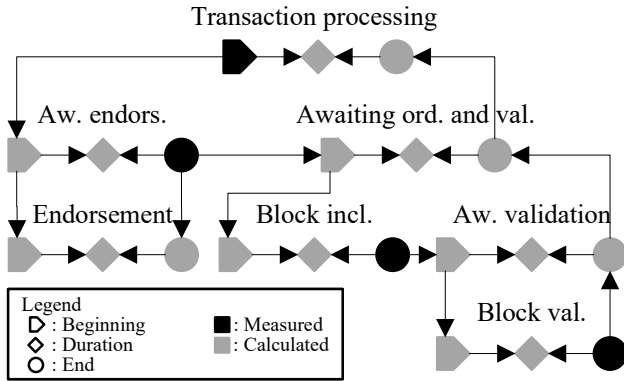 Transaction processing
Aw. endors.
Awaiting ord. and val.
Endorsement
Block incl.
Aw. validation
Block val.
Legend
: Beginning
: Measured
: Duration
: Calculated
: End